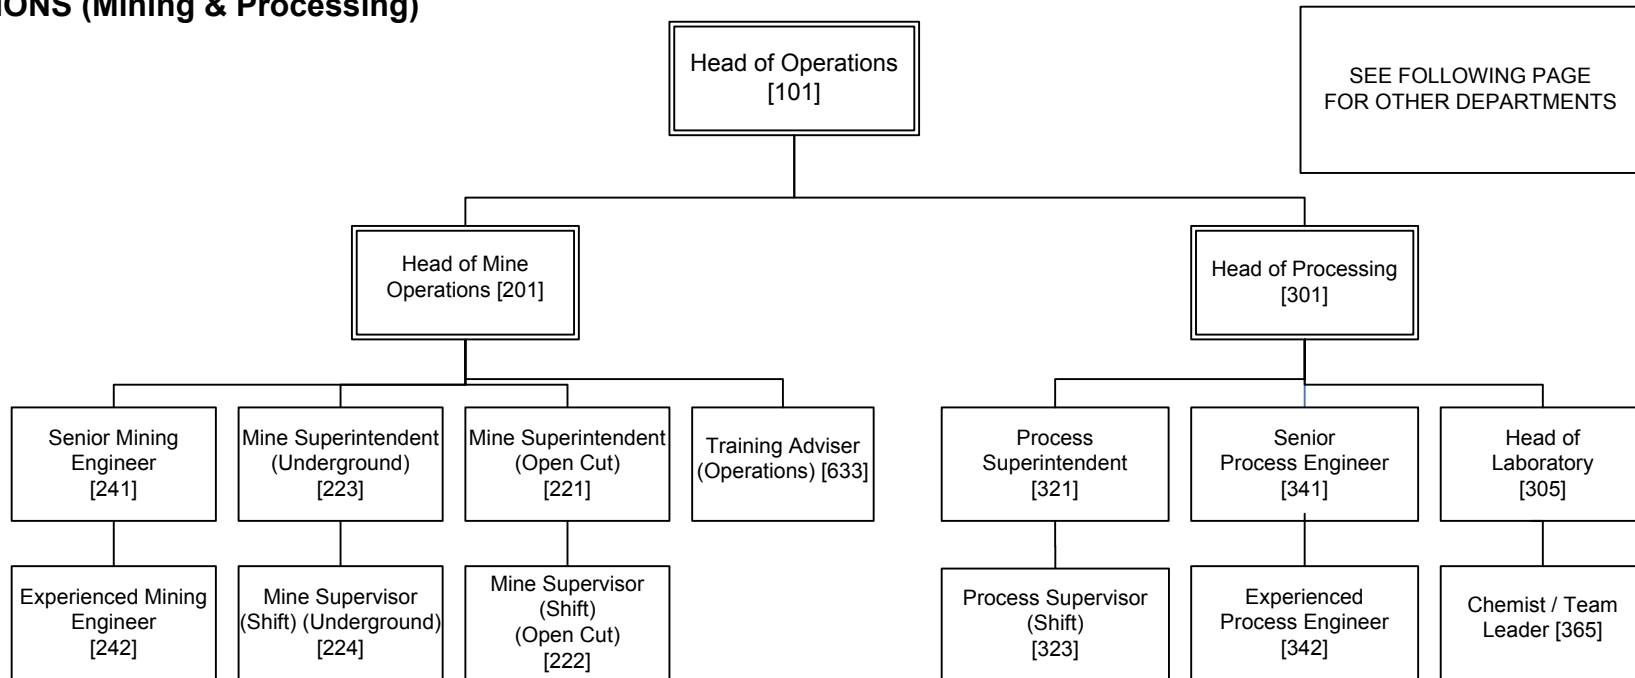 IONS (Mining & Processing)
Head of Operations
[101]
SEE FOLLOWING PAGE
FOR OTHER DEPARTMENTS
Head of Mine
Operations [201]
Head of Processing
[301]
Senior Mining
Engineer
[241]
Mine Superintendent
(Underground)
[223]
Mine Superintendent
(Open Cut)
[221]
Training Adviser
(Operations) [633]
Process
Superintendent
[321]
Senior
Process Engineer
[341]
Head of
Laboratory
[305]
Experienced Mining
Engineer
[242]
Mine Supervisor
(Shift) (Underground)
[224]
Mine Supervisor
(Shift)
(Open Cut)
[222]
Process Supervisor
(Shift)
[323]
Experienced
Process Engineer
[342]
Chemist / Team
Leader [365]